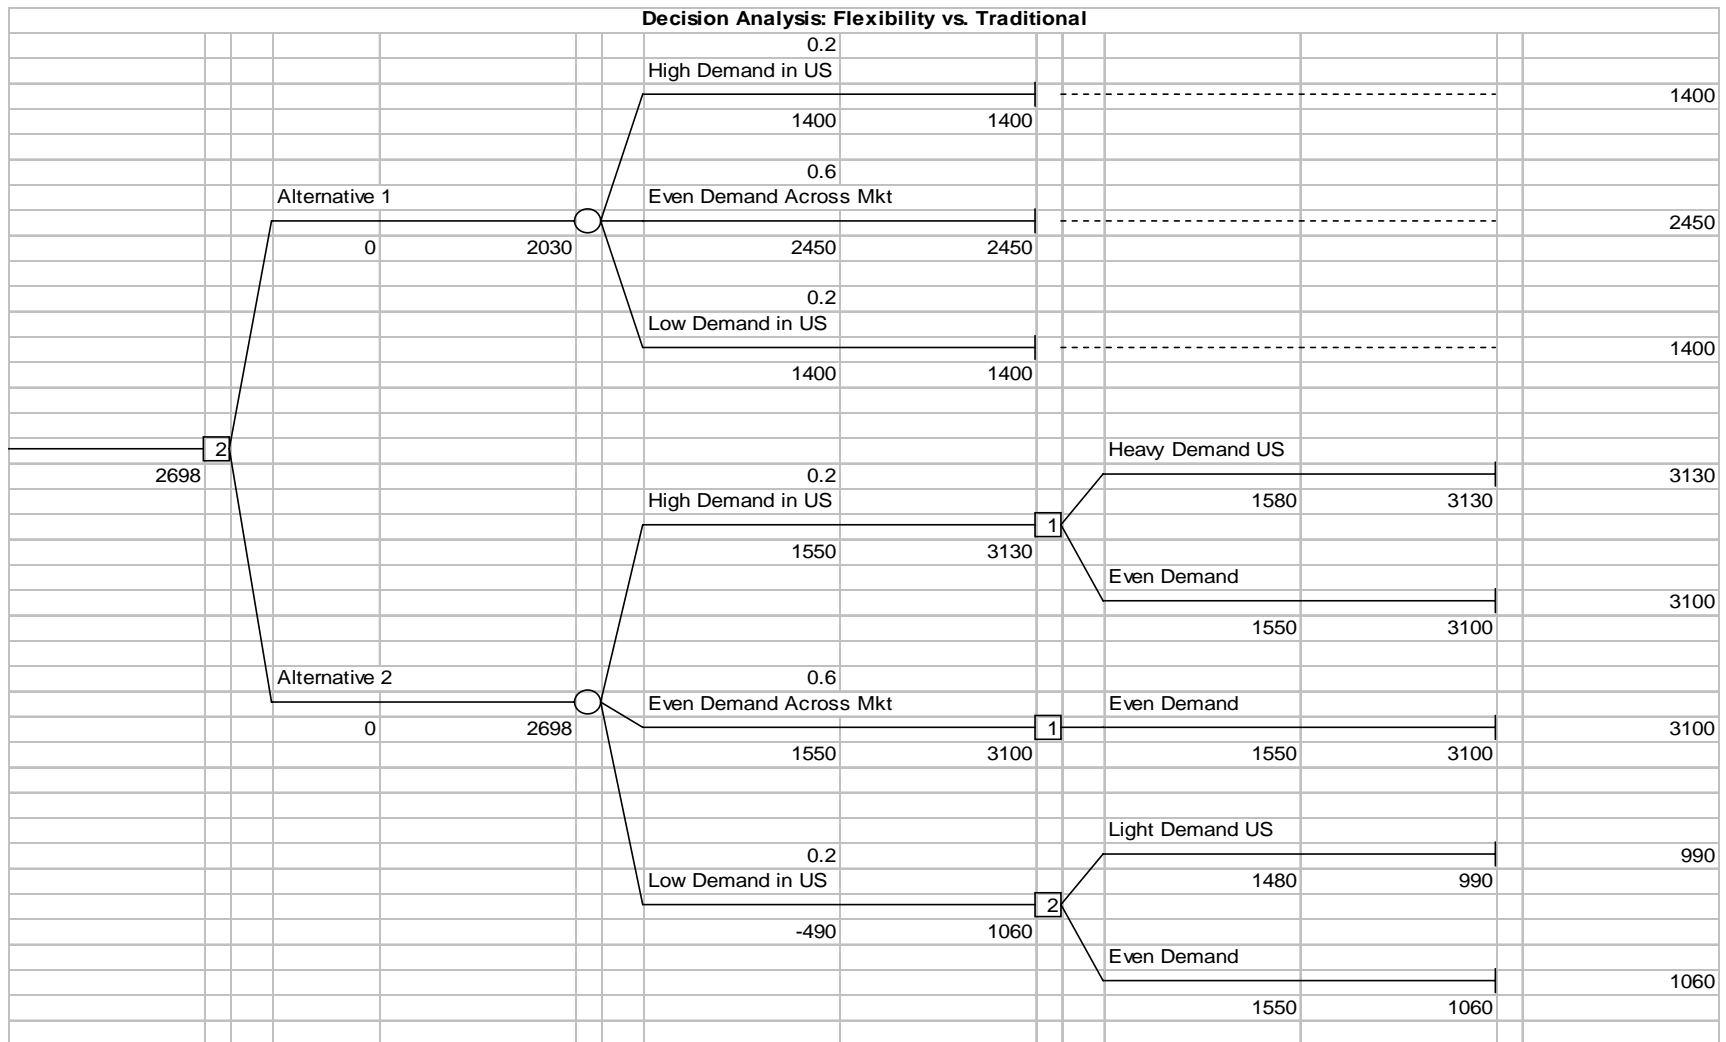 Decision Analysis: Flexibility vs. Traditional
0.2
High Demand in US
1400
1400 1400
0.6
Alternative 1 Even Demand Across Mkt
2450
0 2030 2450 2450
0.2
Low Demand in US
1400
1400 1400
2 Heavy Demand US
2698 0.2 3130
High Demand in US 1580 3130
1
1550 3130
Even Demand
3100
1550 3100
Alternative 2 0.6
Even Demand Across Mkt Even Demand
0 2698 1 3100
1550 3100 1550 3100
Light Demand US
0.2 990
Low Demand in US 1480 990
2
-490 1060
Even Demand
1060
1550 1060